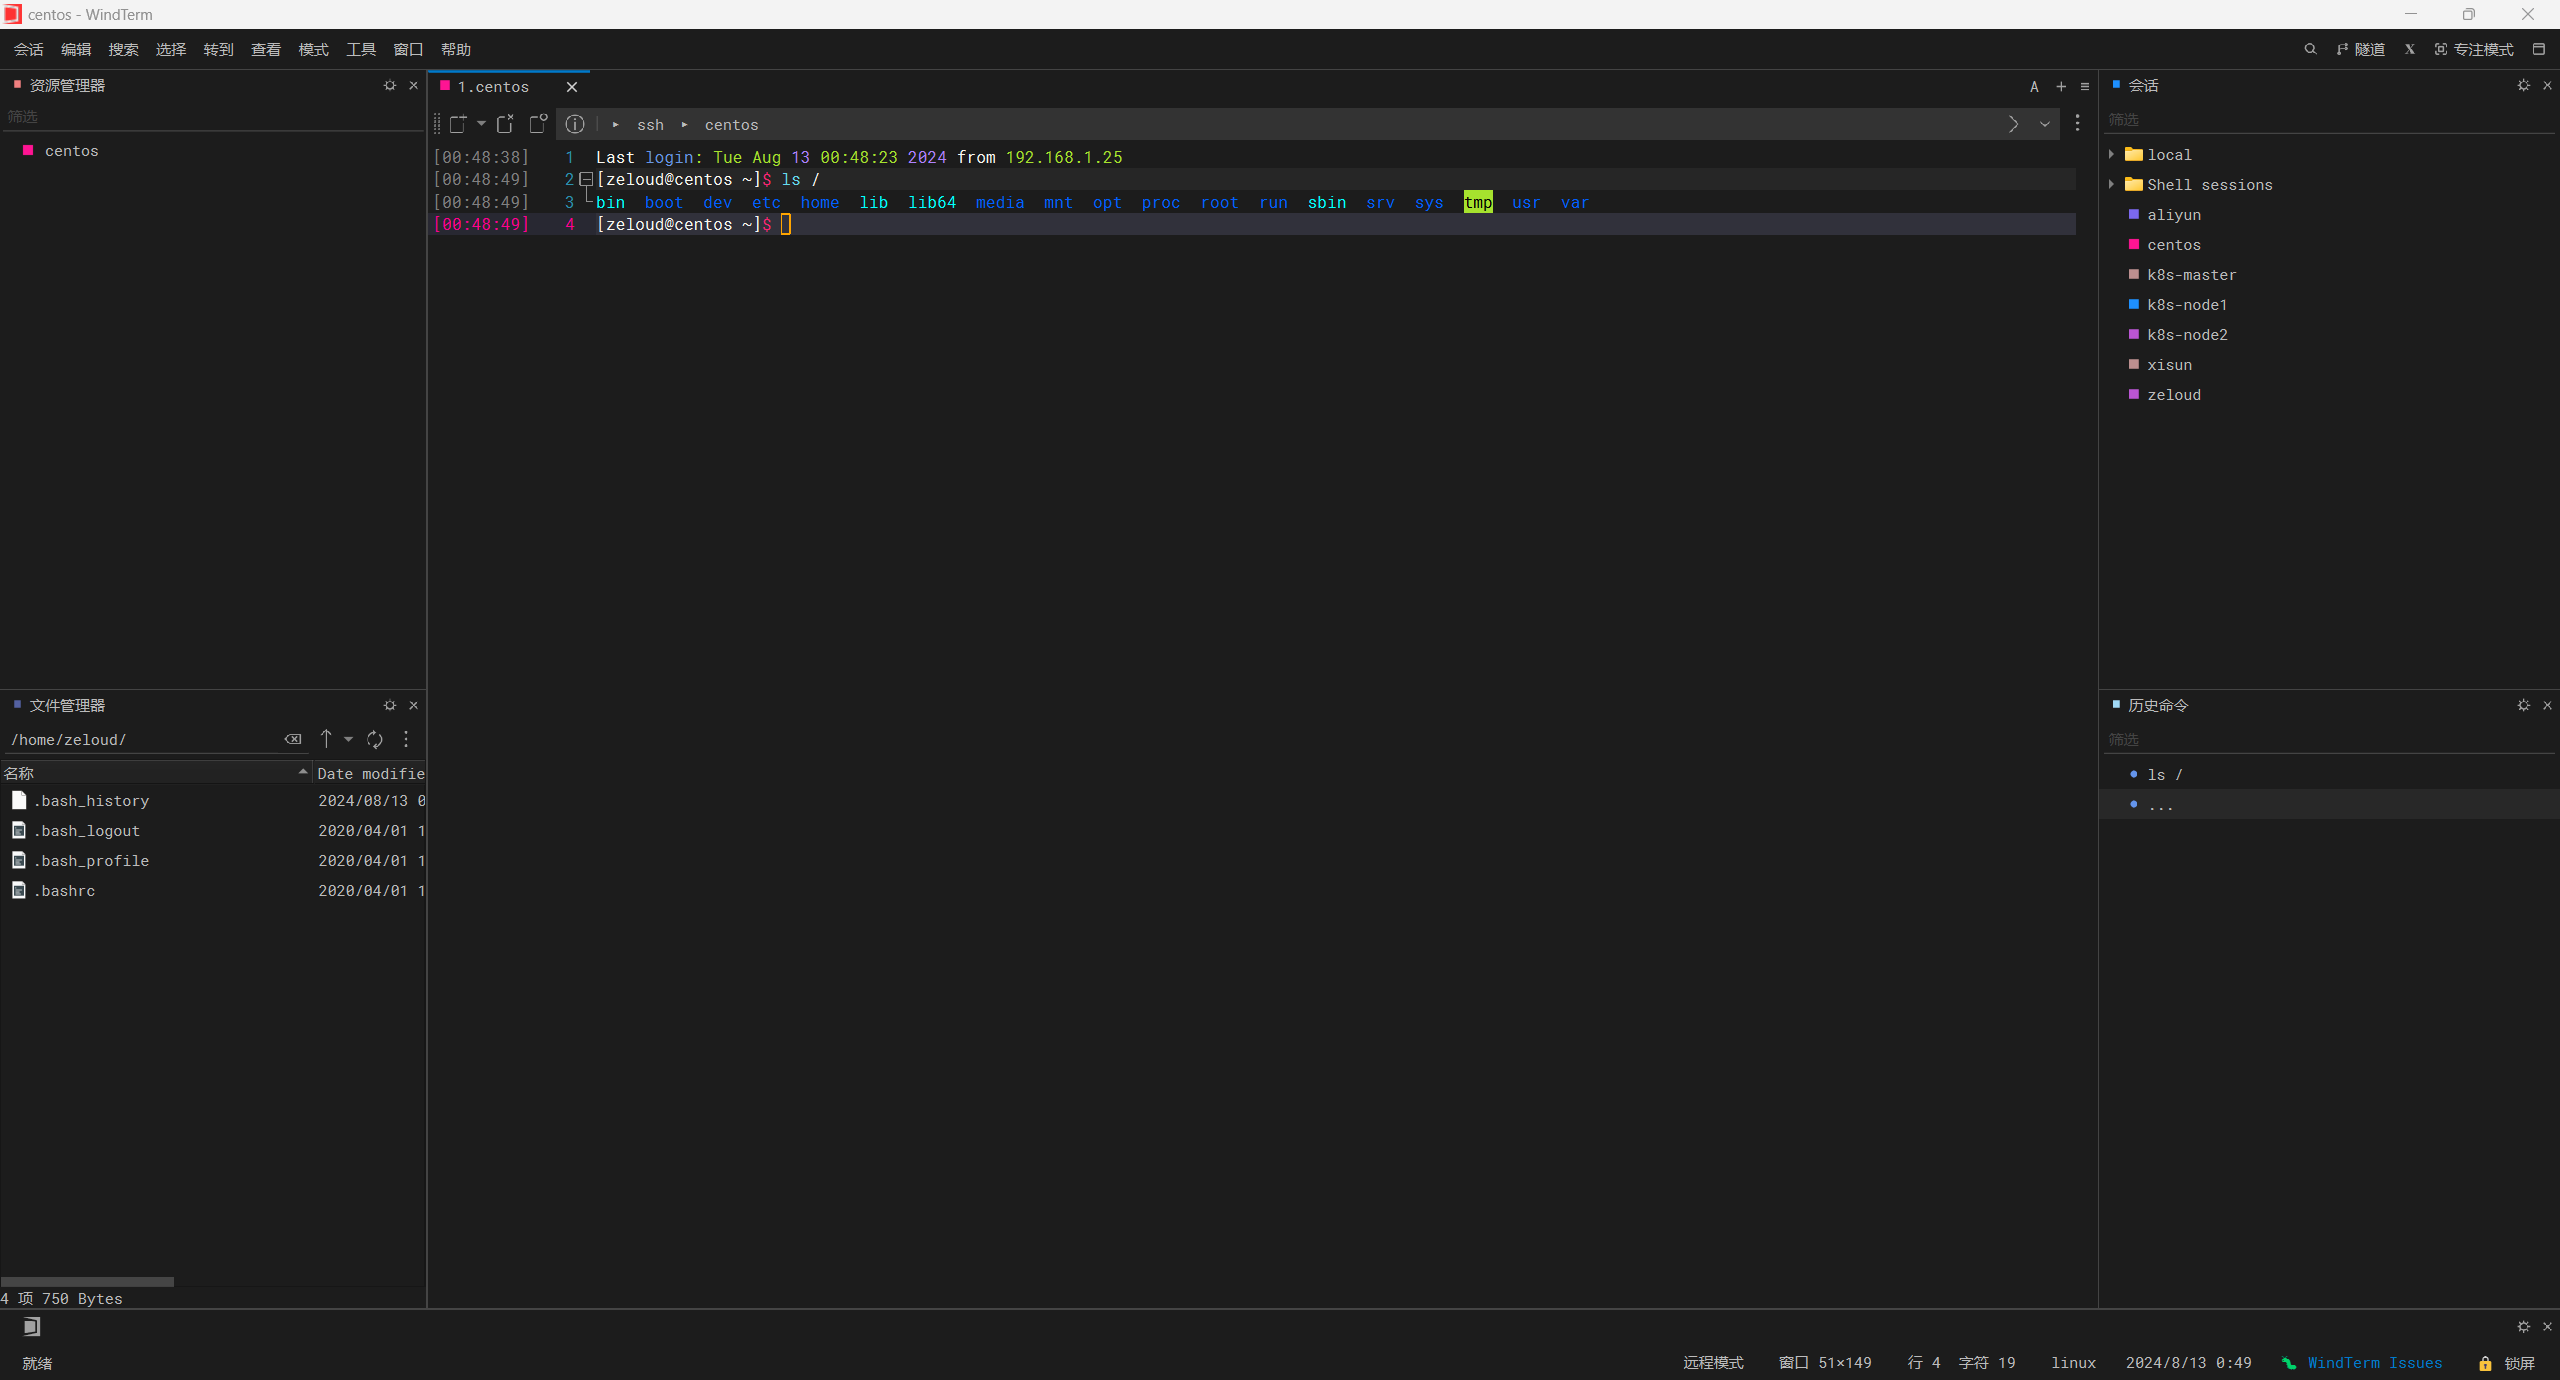 centos - WindTerm
会话 编辑 搜索 选择 转到 查看 模式 工具 窗口 帮助
隧道 X 专注模式
资源管理器
筛选
centos
1.centos
A
ssh centos
[00:48:38] 1 Last login: Tue Aug 13 00:48:23 2024 from 192.168.1.25
[00:48:49] 2 [zeloud@centos ~]$ ls /
[00:48:49] 3 bin boot dev etc home lib lib64 media mnt opt proc root run sbin srv sys tmp usr var
[00:48:49] 4 [zeloud@centos ~]$
会话
筛选
local
Shell sessions
aliyun
centos
k8s-master
k8s-node1
k8s-node2
xisun
zeloud
文件管理器
/home/zeloud/
名称 Date modifie
.bash_history 2024/08/13 0
.bash_logout 2020/04/01 1
.bash_profile 2020/04/01 1
.bashrc 2020/04/01 1
4 项 750 Bytes
历史命令
筛选
ls /
...
就绪
远程模式 窗口 51×149 行 4 字符 19 linux 2024/8/13 0:49 WindTerm Issues 锁屏